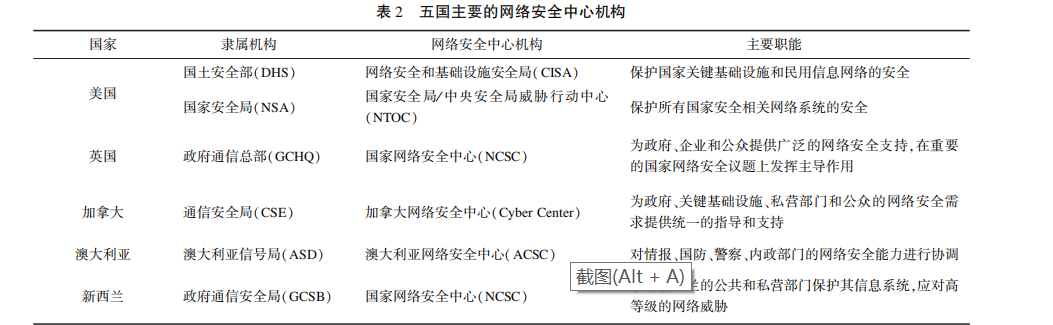 表 2 五国主要的网络安全中心机构
国家 隶属机构 网络安全中心机构 主要职能
美国
国土安全部(DHS) 网络安全和基础设施安全局(CISA) 保护国家关键基础设施和民用信息网络的安全
国家安全局(NSA)
国家安全局/中央安全局威胁行动中心
(NTOC)
保护所有国家安全相关网络系统的安全
英国 政府通信总部(GCHQ) 国家网络安全中心(NCSC)
为政府、企业和公众提供广泛的网络安全支持,在重要
的国家网络安全议题上发挥主导作用
加拿大 通信安全局(CSE) 加拿大网络安全中心(Cyber Center)
为政府、关键基础设施、私营部门和公众的网络安全需
求提供统一的指导和支持
澳大利亚 澳大利亚信号局(ASD) 澳大利亚网络安全中心(ACSC) 对情报、国防、警察、内政部门的网络安全能力进行协调
截图(Alt + A)
新西兰 政府通信安全局(GCSB) 国家网络安全中心(NCSC)
的公共和私营部门保护其信息系统,应对高
等级的网络威胁